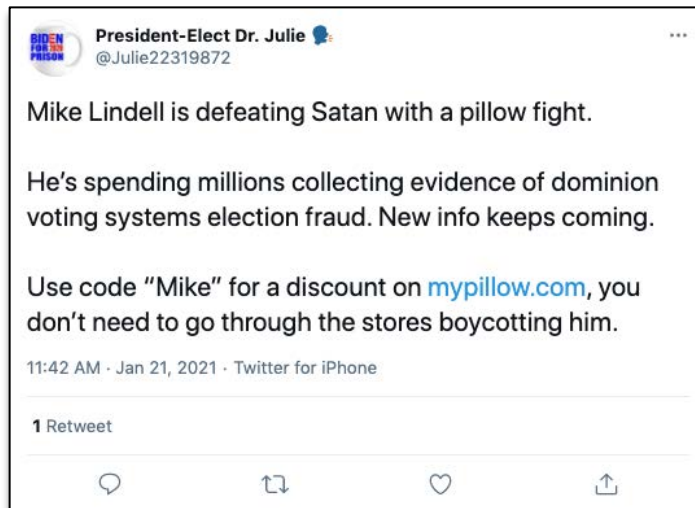 BIDEN
FOR 2020
PRISON
President-Elect Dr. Julie
@Julie22319872
Mike Lindell is defeating Satan with a pillow fight.
He’s spending millions collecting evidence of dominion
voting systems election fraud. New info keeps coming.
Use code “Mike” for a discount on mypillow.com, you
don’t need to go through the stores boycotting him.
11:42 AM · Jan 21, 2021 · Twitter for iPhone
1 Retweet